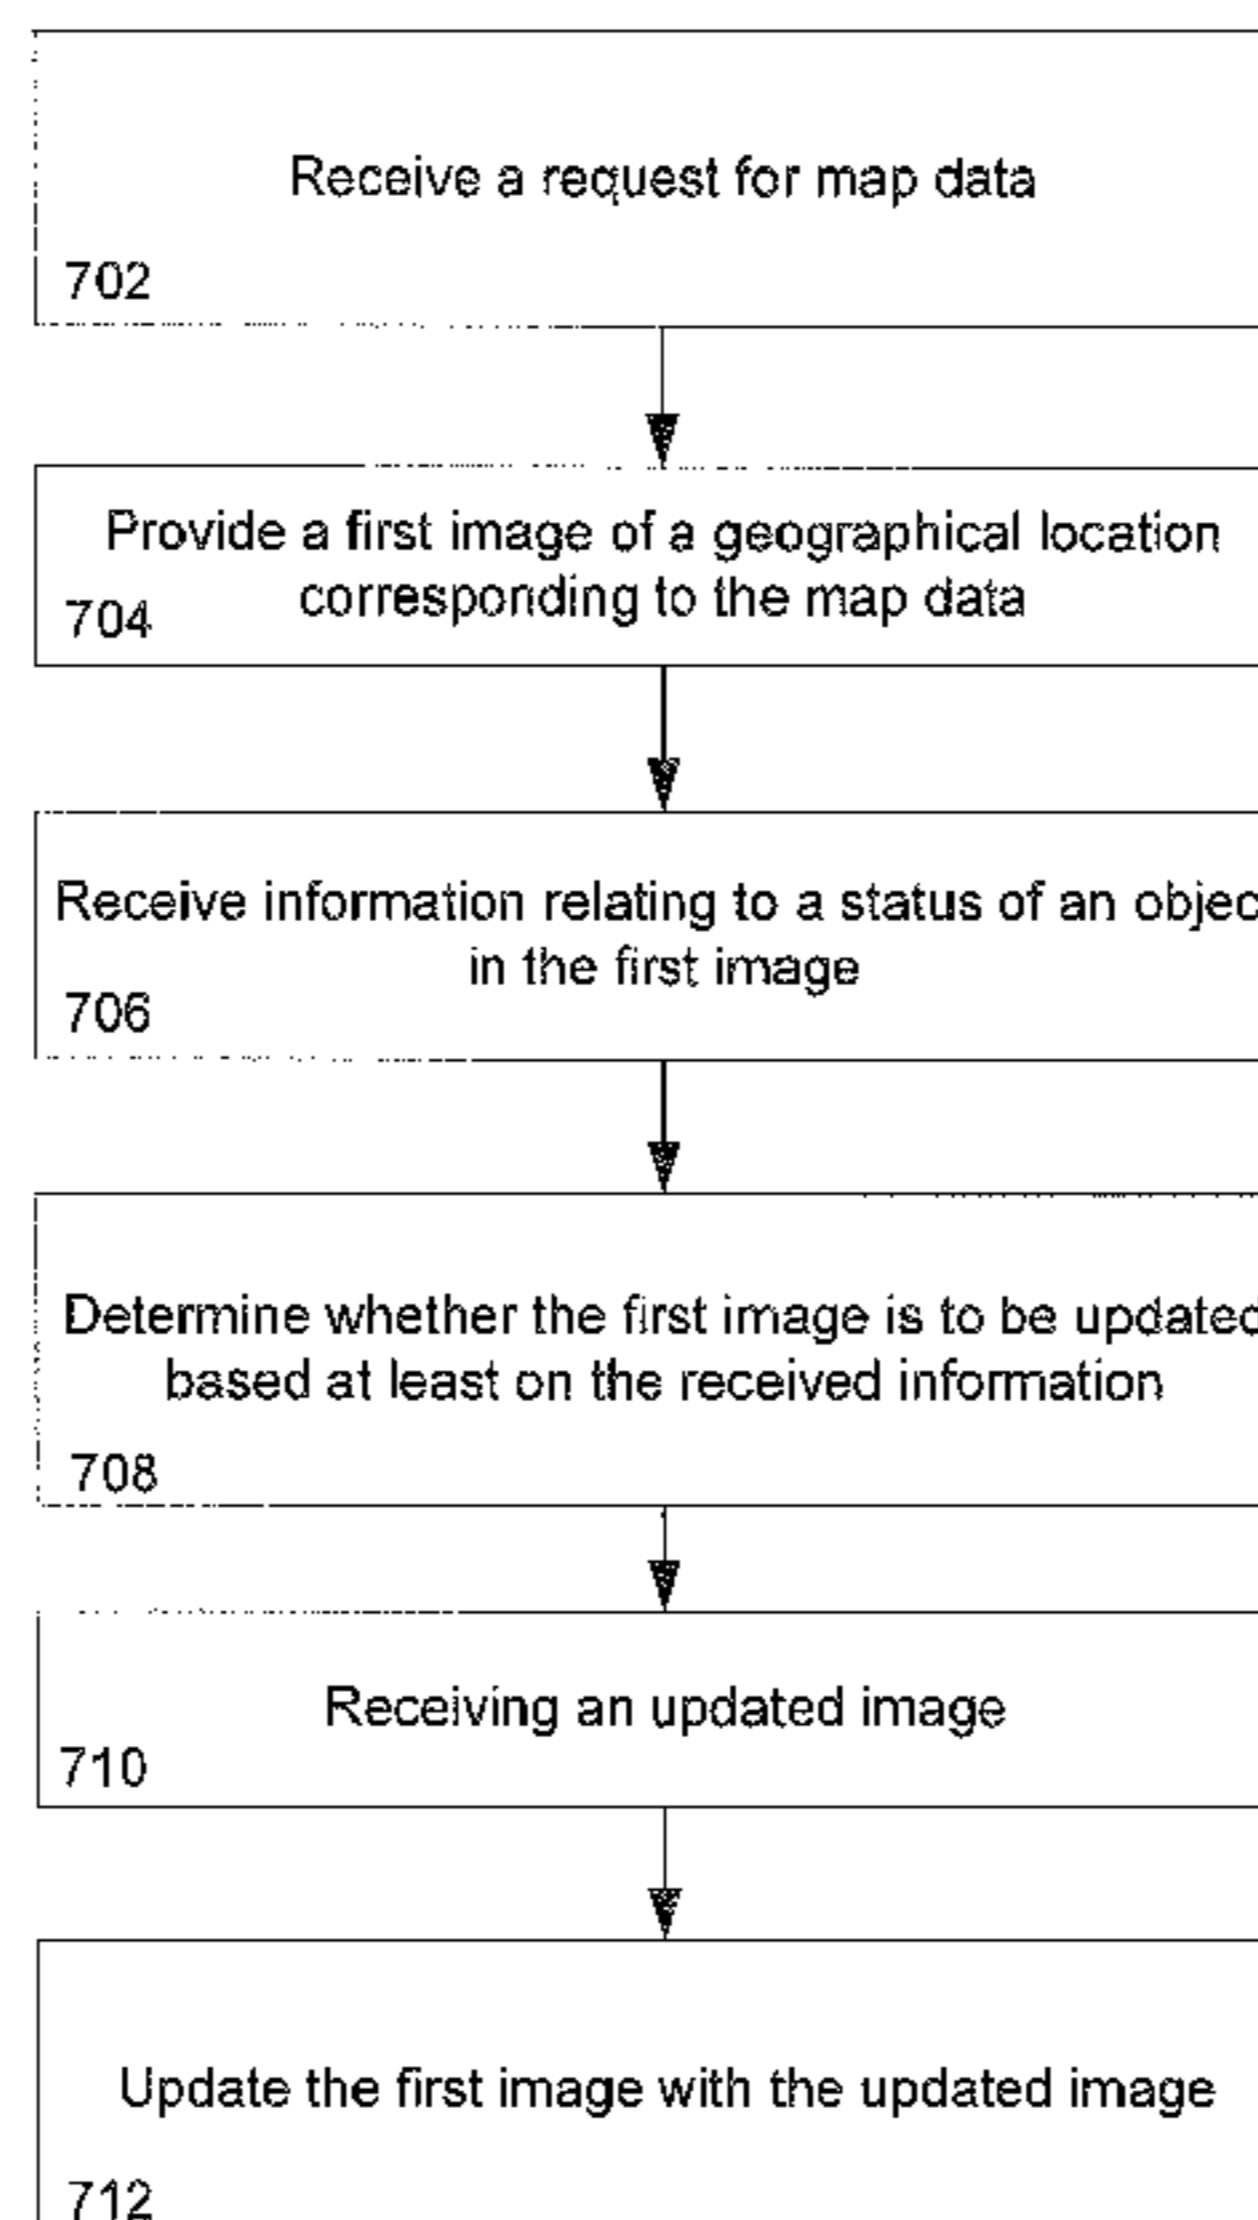 Receive a request for map data
702
Provide a first image of a geographical location
corresponding to the map data
704
Receive information relating to a status of an objec
in the first image
706
Determine whether the first image is to be updated
based at least on the received information
708
Receiving an updated image
710
Update the first image with the updated image
712